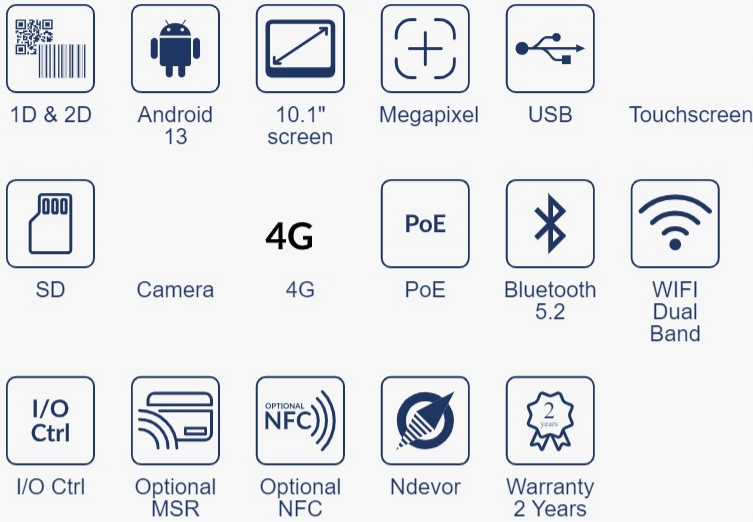 1D & 2D
Android
13
10.1"
screen
Megapixel
USB
Touchscreen
4G
PoE
SD
Camera
4G
PoE
Bluetooth
5.2
WIFI
Dual
Band
I/O
Ctrl
OPTIONAL
NFC
2
years
I/O Ctrl
Optional
MSR
Optional
NFC
Ndevor
Warranty
2 Years